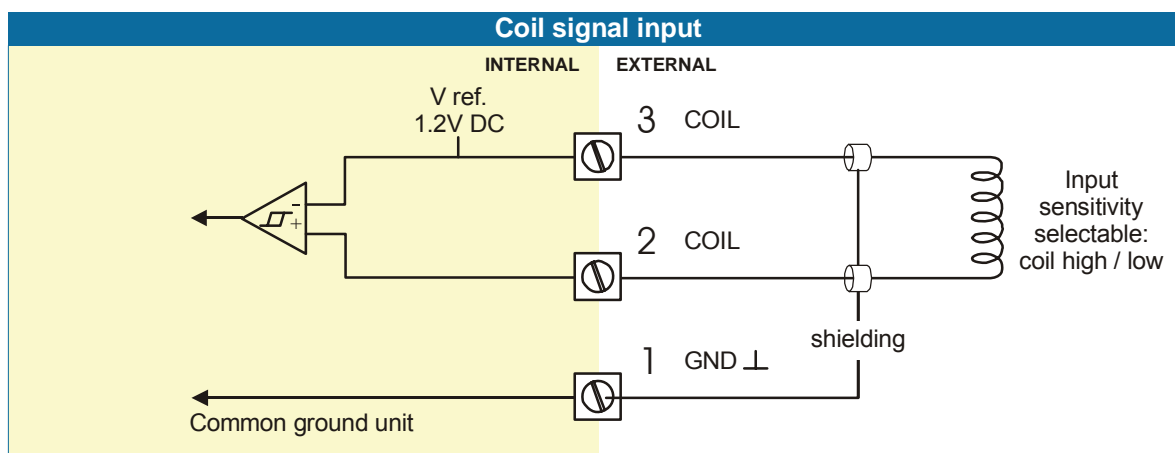 Coil signal input
INTERNAL EXTERNAL
V ref.
1.2V DC
3 COIL
-
+
2 COIL
Input
sensitivity
selectable:
coil high / low
shielding
1 GND ⊥
Common ground unit